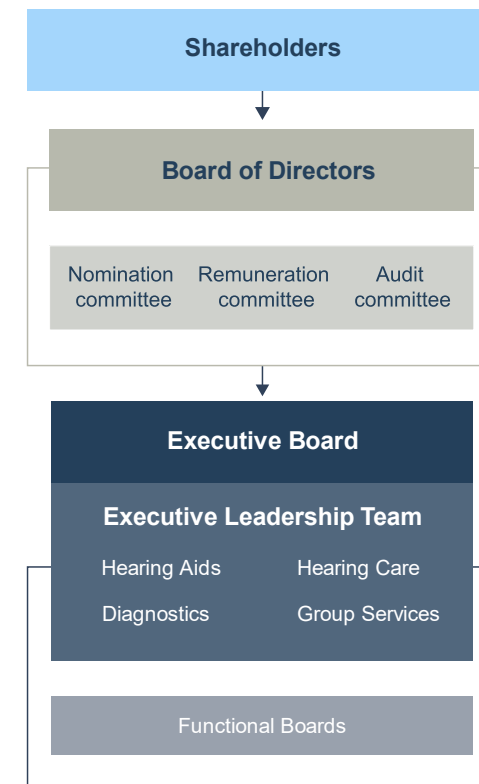 Shareholders
Board of Directors
Nomination committee
Remuneration committee
Audit committee
Executive Board
Executive Leadership Team
Hearing Aids
Hearing Care
Diagnostics
Group Services
Functional Boards